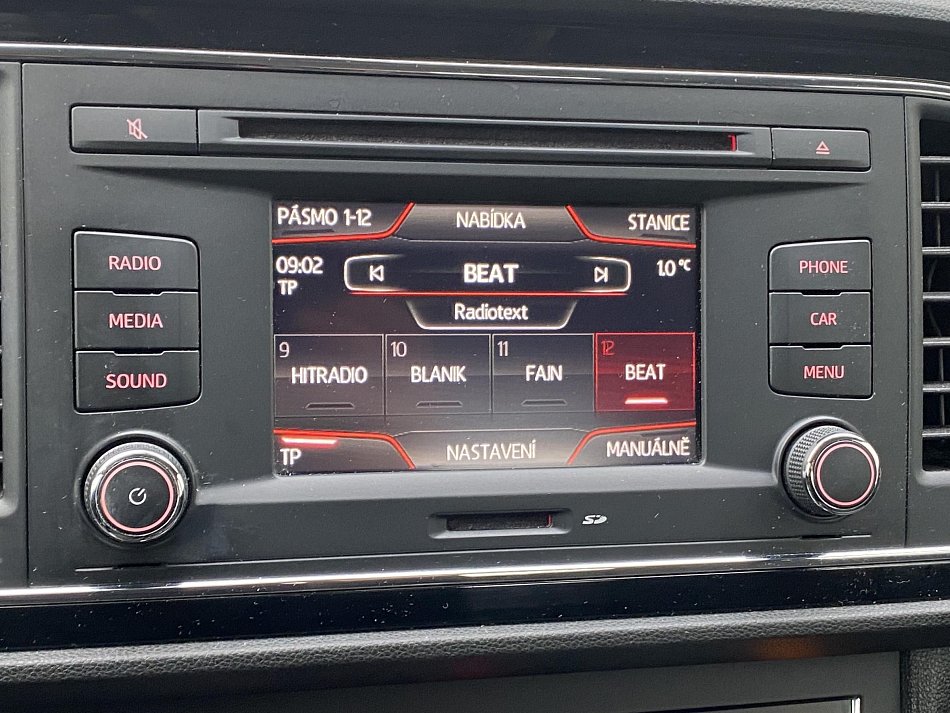 PÁSMO 1-12 NABÍDKA STANICE
09:02 BEAT 1.0 °C
TP
Radiotext
RADIO
MEDIA
SOUND
PHONE
CAR
MENU
9 10 11 12
HITRADIO BLANIK FAJN BEAT
TP NASTAVENÍ MANUÁLNĚ
SD